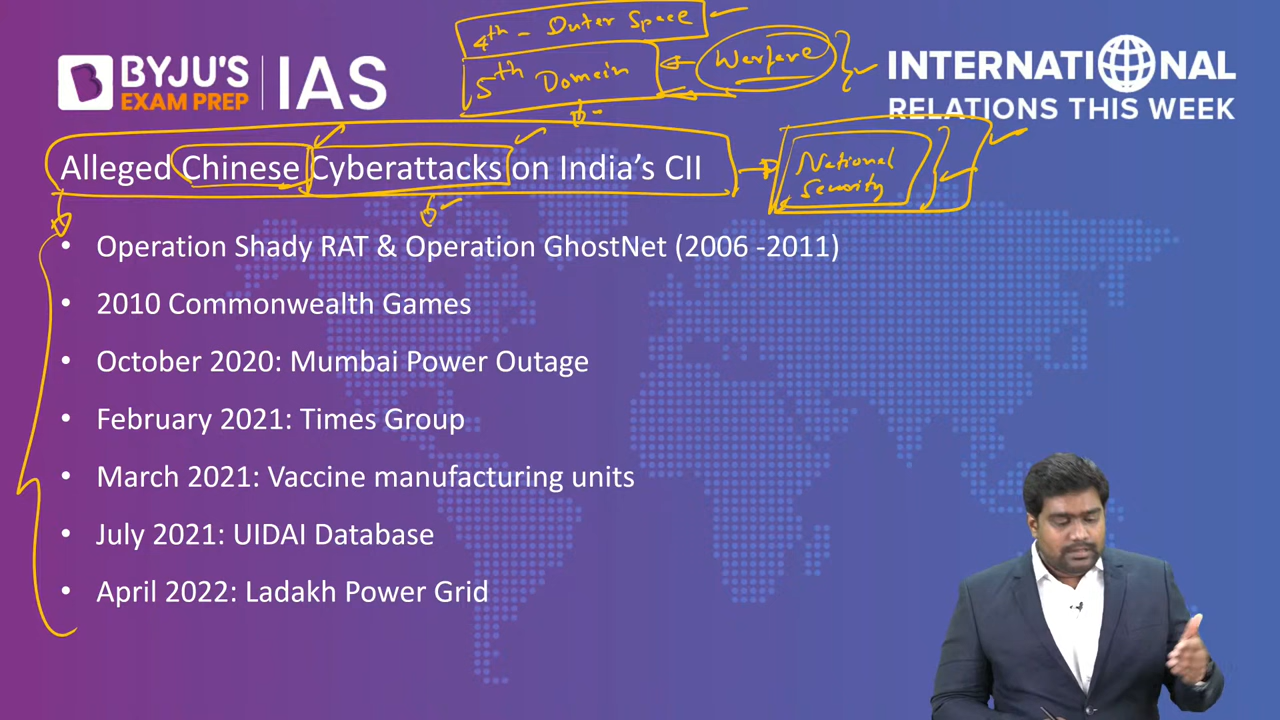 4th - Outer Space
5th Domain
Warfare
BYJU'S
EXAM PREP
IAS
INTERNATIONAL
RELATIONS THIS WEEK
Alleged Chinese Cyberattacks on India's CII
National
Security
• Operation Shady RAT & Operation GhostNet (2006 -2011)
• 2010 Commonwealth Games
• October 2020: Mumbai Power Outage
• February 2021: Times Group
• March 2021: Vaccine manufacturing units
• July 2021: UIDAI Database
• April 2022: Ladakh Power Grid